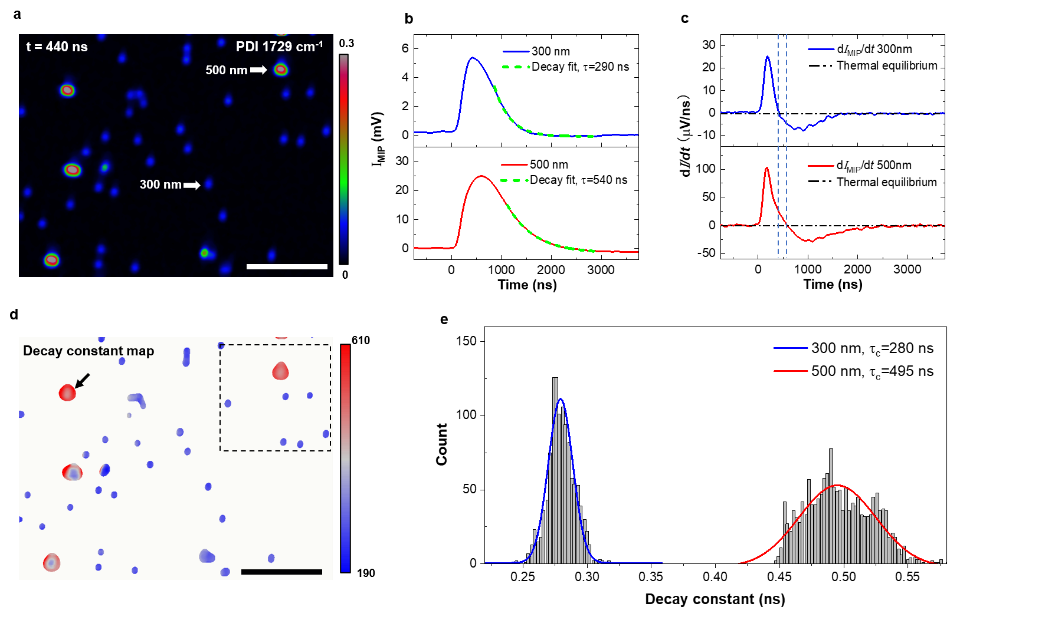 a
t = 440 ns
PDI 1729 cm⁻¹
500 nm
300 nm
0.3
0
b
6
4
2
0
300 nm
Decay fit, τ=290 ns
30
20
10
0
500 nm
Decay fit, τ=540 ns
I_MIP (mV)
0
1000
2000
3000
Time (ns)
c
30
20
10
0
-10
dI_MIP/dt 300nm
Thermal equilibrium
100
50
0
-50
dI_MIP/dt 500nm
Thermal equilibrium
dI/dt (μV/ns)
0
1000
2000
3000
Time (ns)
d
Decay constant map
610
190
e
150
100
50
0
Count
300 nm, τc=280 ns
500 nm, τc=495 ns
0.25
0.30
0.35
0.40
0.45
0.50
0.55
Decay constant (ns)